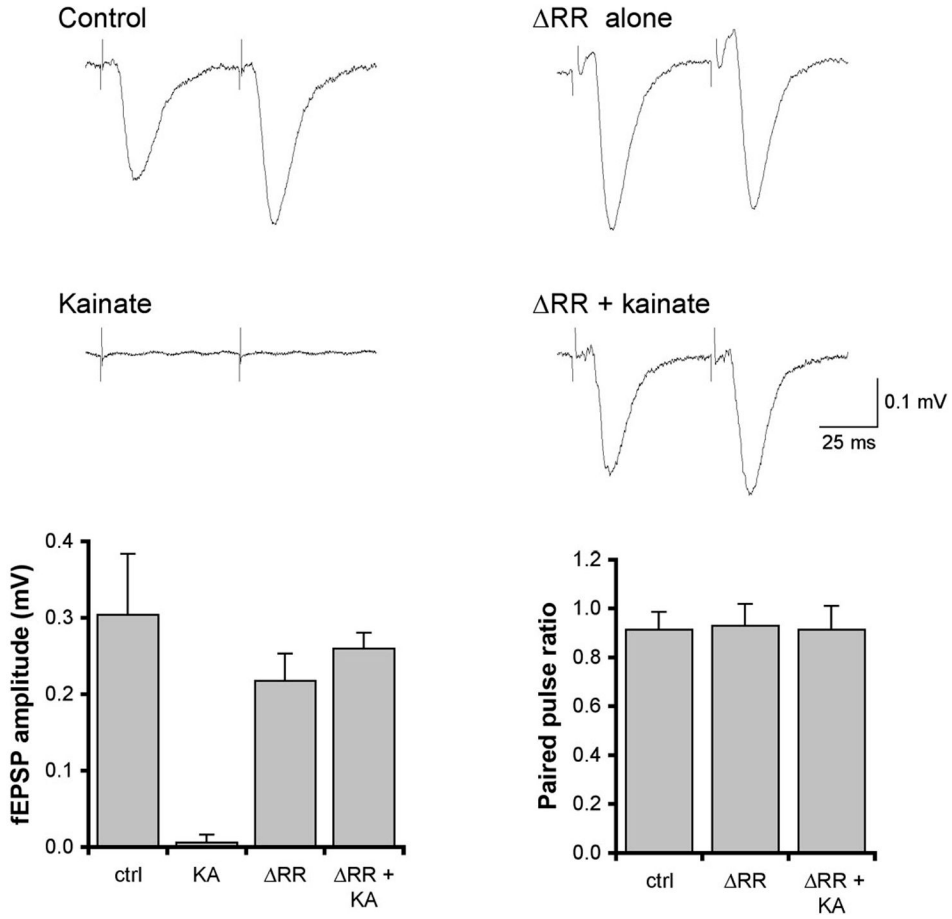 Control
ΔRR alone
Kainate
ΔRR + kainate
0.1 mV
25 ms
fEPSP amplitude (mV)
0.4
0.3
0.2
0.1
0.0
ctrl
KA
ΔRR
ΔRR +
KA
Paired pulse ratio
1.2
1.0
0.8
0.6
0.4
0.2
0.0
ctrl
ΔRR
ΔRR +
KA